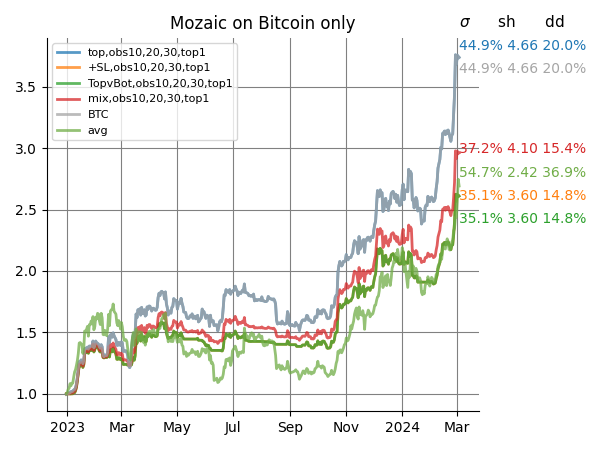 Mozaic on Bitcoin only
σ sh dd
top,obs10,20,30,top1
+SL,obs10,20,30,top1
TopvBot,obs10,20,30,top1
mix,obs10,20,30,top1
BTC
avg
44.9% 4.66 20.0%
44.9% 4.66 20.0%
37.2% 4.10 15.4%
54.7% 2.42 36.9%
35.1% 3.60 14.8%
35.1% 3.60 14.8%
3.5
3.0
2.5
2.0
1.5
1.0
2023 Mar May Jul Sep Nov 2024 Mar